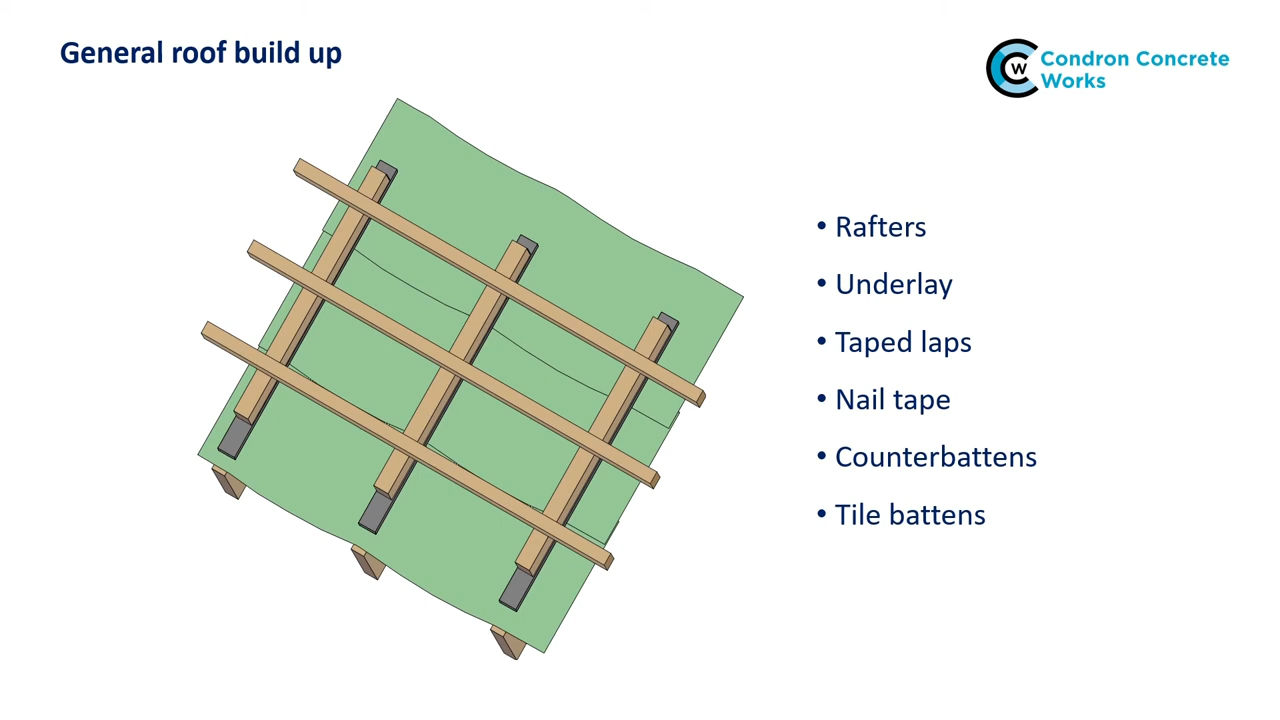 General roof build up
W
Condron Concrete
Works
• Rafters
• Underlay
• Taped laps
• Nail tape
• Counterbattens
• Tile battens